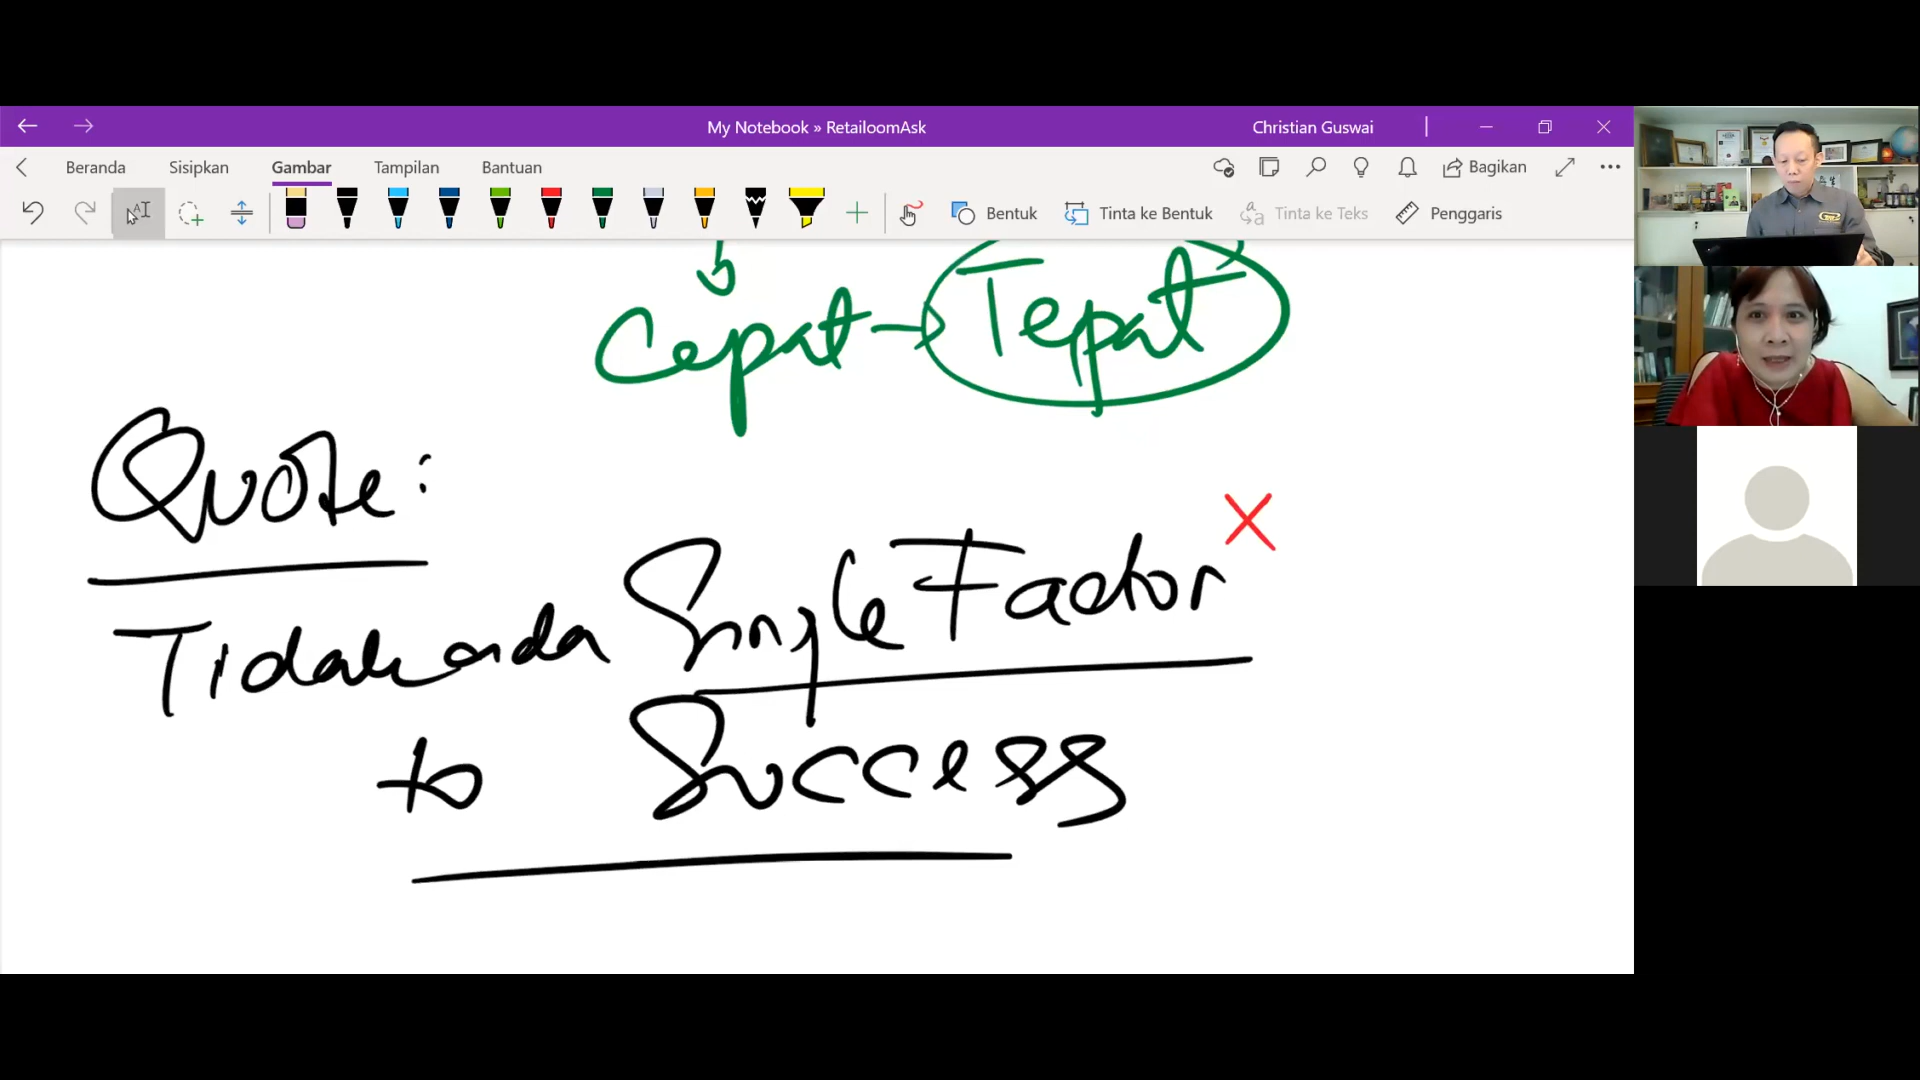 My Notebook » RetailoomAsk
Christian Guswai
Beranda Sisipkan Gambar Tampilan Bantuan
Bagikan
Bentuk Tinta ke Bentuk Tinta ke Teks Penggaris
Cepat → Tepat
Quote:
Tidak ada Single Factor X
to Success